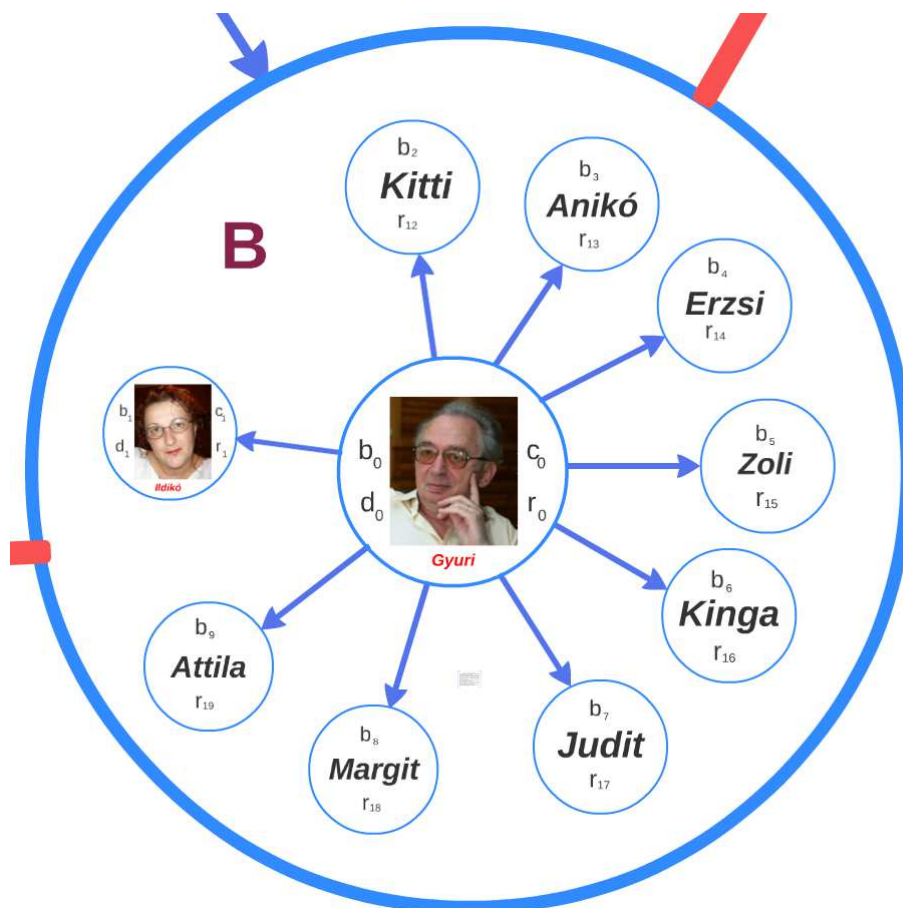 b2
Kitti
r12
b3
Anikó
r13
B
b4
Erzsi
r14
b1 c1
d1 r1
Ildikó
b0 c0
d0 r0
Gyuri
b5
Zoli
r15
b6
Kinga
r16
b9
Attila
r19
b7
Judit
r17
b8
Margit
r18